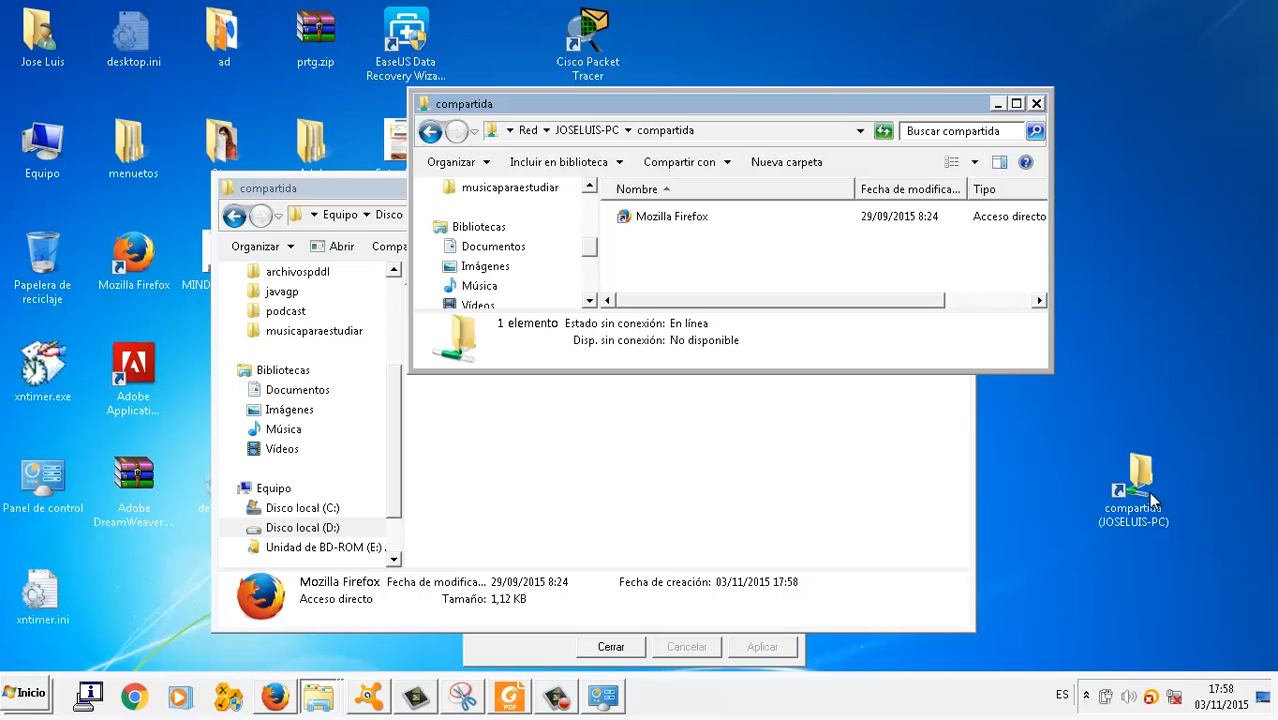 Jose Luis
desktop.ini
ad
prtg.zip
EaseUS Data
Recovery Wiza...
Cisco Packet
Tracer
Equipo
menuetos
Papelera de
reciclaje
Mozilla Firefox
MIND
xntimer.exe
Adobe
Applicati...
Panel de control
Adobe
DreamWeaver ...
xntimer.ini
compartida
Red JOSELUIS-PC compartida
Buscar compartida
Organizar Incluir en biblioteca Compartir con Nueva carpeta
musicaparaestudiar
Bibliotecas
Documentos
Imágenes
Música
Vídeos
Nombre Fecha de modifica... Tipo
Mozilla Firefox 29/09/2015 8:24 Acceso directo
1 elemento Estado sin conexión: En línea
Disp. sin conexión: No disponible
compartida
Equipo Disco
Organizar Abrir Compa
archivospddl
javagp
podcast
musicaparaestudiar
Bibliotecas
Documentos
Imágenes
Música
Vídeos
Equipo
Disco local (C:)
Disco local (D:)
Unidad de BD-ROM (E:)
Mozilla Firefox Fecha de modifica... 29/09/2015 8:24 Fecha de creación: 03/11/2015 17:58
Acceso directo Tamaño: 1,12 KB
Cerrar Cancelar Aplicar
compartida
(JOSELUIS-PC)
Inicio
PDF
ES
17:58
03/11/2015